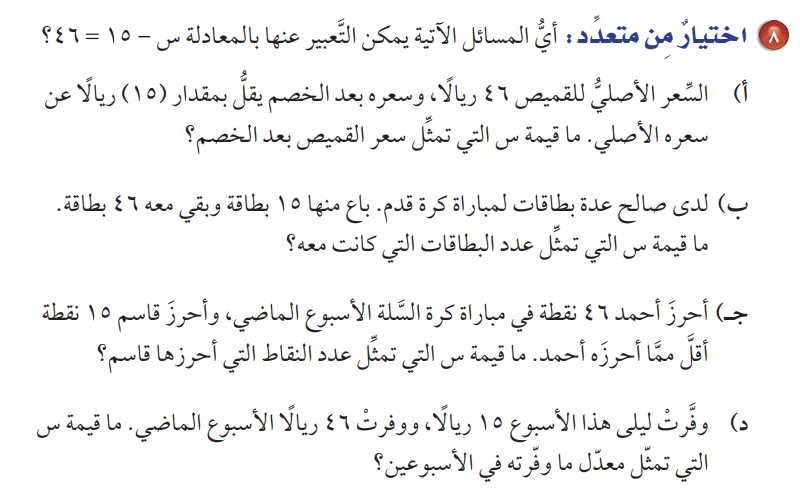 ٨ اختيارٌ مِن متعدِّد: أيُّ المسائل الآتية يمكن التَّعبير عنها بالمعادلة س – ١٥ = ٤٦؟
أ) السِّعر الأصليُّ للقميص ٤٦ ريالًا، وسعره بعد الخصم يقلُّ بمقدار (١٥) ريالًا عن
سعره الأصلي. ما قيمة س التي تمثِّل سعر القميص بعد الخصم؟
ب) لدى صالح عدة بطاقات لمباراة كرة قدم. باع منها ١٥ بطاقة وبقي معه ٤٦ بطاقة.
ما قيمة س التي تمثِّل عدد البطاقات التي كانت معه؟
جـ) أحرزَ أحمد ٤٦ نقطة في مباراة كرة السَّلة الأسبوع الماضي، وأحرزَ قاسم ١٥ نقطة
أقلَّ ممَّا أحرزَه أحمد. ما قيمة س التي تمثِّل عدد النقاط التي أحرزها قاسم؟
د) وفَّرتْ ليلى هذا الأسبوع ١٥ ريالًا، ووفرتْ ٤٦ ريالًا الأسبوع الماضي. ما قيمة س
التي تمثّل معدّل ما وفّرته في الأسبوعين؟